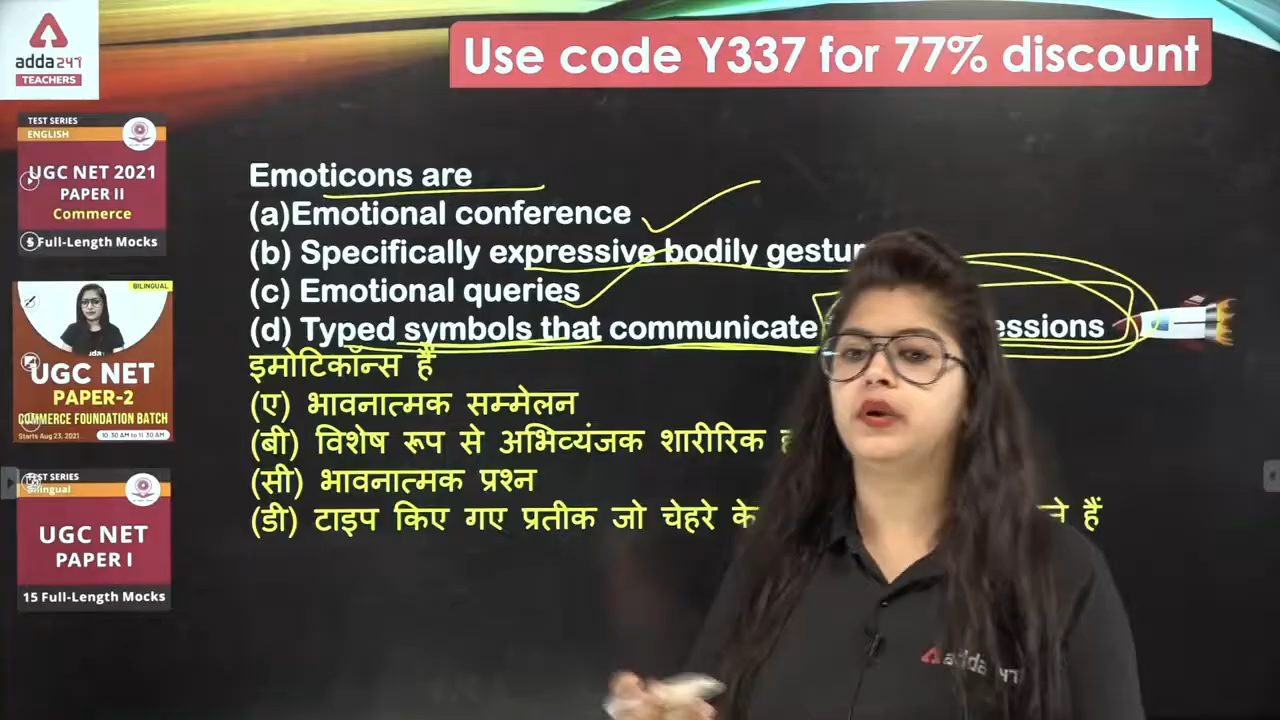 adda247
TEACHERS
Use code Y337 for 77% discount
TEST SERIES
ENGLISH
UGC NET 2021
PAPER II
Commerce
5 Full-Length Mocks
BILINGUAL
UGC NET
PAPER-2
COMMERCE FOUNDATION BATCH
Starts Aug 23, 2021
10:30 AM to 11:30 AM
TEST SERIES
Bilingual
UGC NET
PAPER I
15 Full-Length Mocks
Emoticons are
(a)Emotional conference
(b) Specifically expressive bodily
(c) Emotional queries
(d) Typed symbols that communicate
इमोटिकॉन्स हैं
(ए) भावनात्मक सम्मेलन
(बी) विशेष रूप से अभिव्यंजक शारीरिक
(सी) भावनात्मक प्रश्न
(डी) टाइप किए गए प्रतीक जो चेहरे के हैं